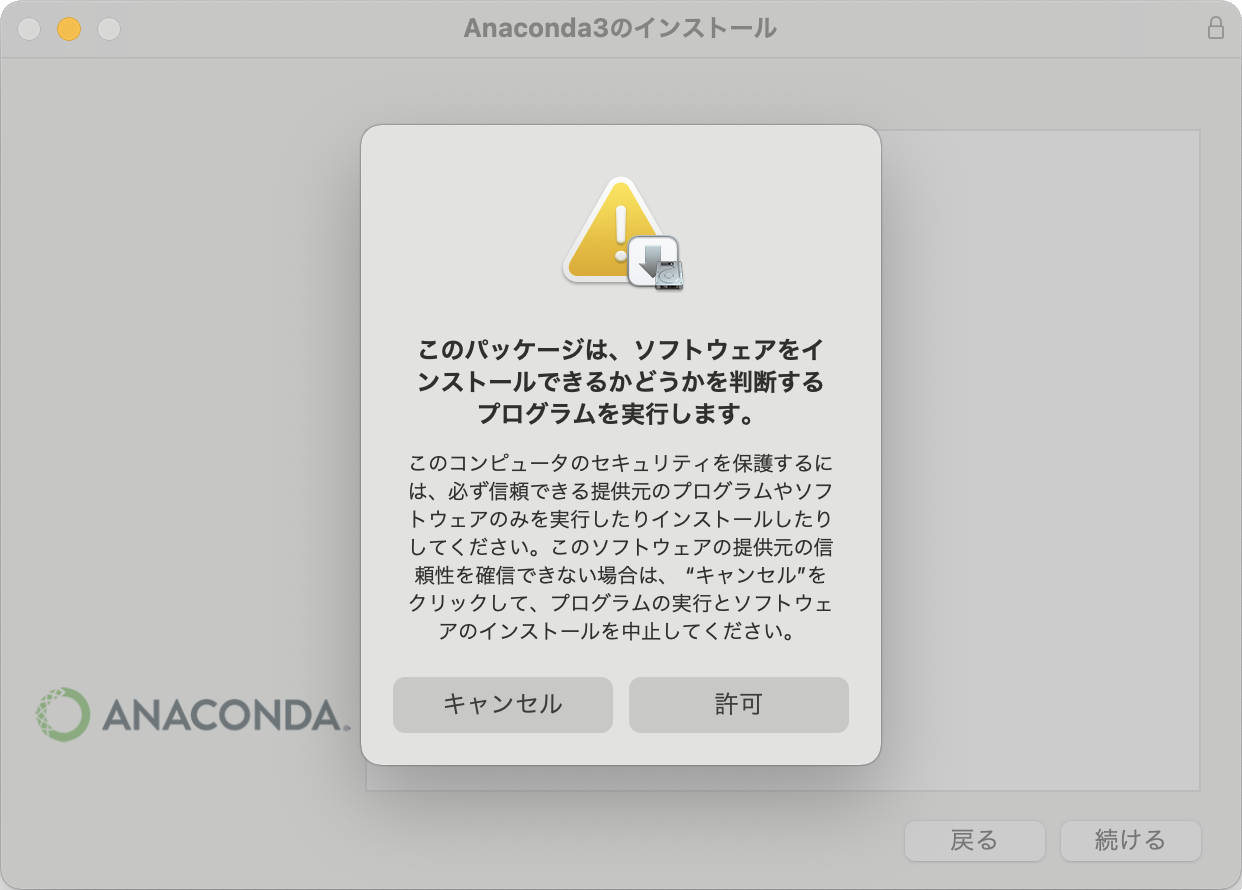 Anaconda3のインストール
このパッケージは、ソフトウェアをイ
ンストールできるかどうかを判断する
プログラムを実行します。
このコンピュータのセキュリティを保護するに
は、必ず信頼できる提供元のプログラムやソフ
トウェアのみを実行したりインストールしたり
してください。このソフトウェアの提供元の信
頼性を確信できない場合は、 “キャンセル”を
クリックして、プログラムの実行とソフトウェ
アのインストールを中止してください。
キャンセル 許可
ANACONDA.
戻る 続ける